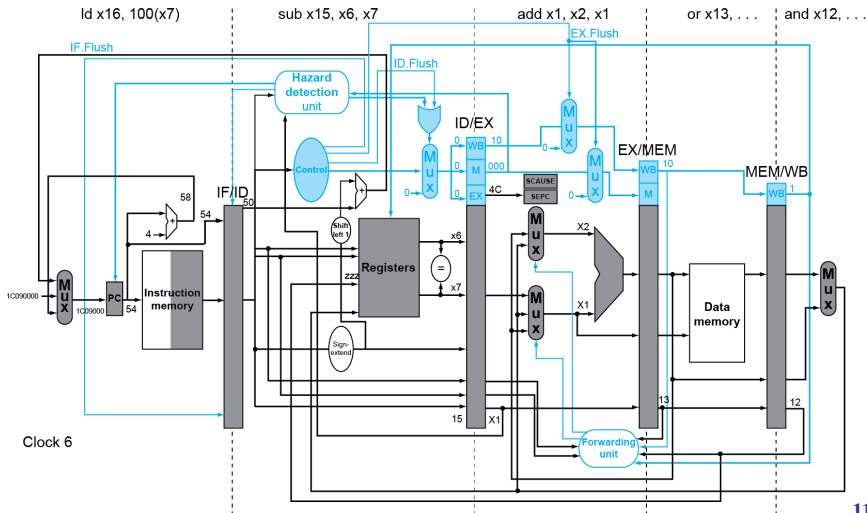 ld x16, 100(x7)
sub x15, x6, x7
add x1, x2, x1
or x13, . . .
and x12, . . .
IF.Flush
EX.Flush
ID.Flush
Hazard
detection
unit
ID/EX
Mux
Mux
Mux
0
10
WB
0
Control
0
M
000
0
EX
4C
0
0
SCAUSE
SEPC
EX/MEM
WB
10
M
MEM/WB
WB
1
58
IF/ID
50
54
4
+
+
Shift
left 1
Mux
1C090000
PC
1C09000
54
Instruction
memory
zzz
Registers
x6
=
x7
Mux
X2
Mux
X1
Data
memory
Mux
Sign-
extend
15
X1
13
12
Forwarding
unit
Clock 6
11